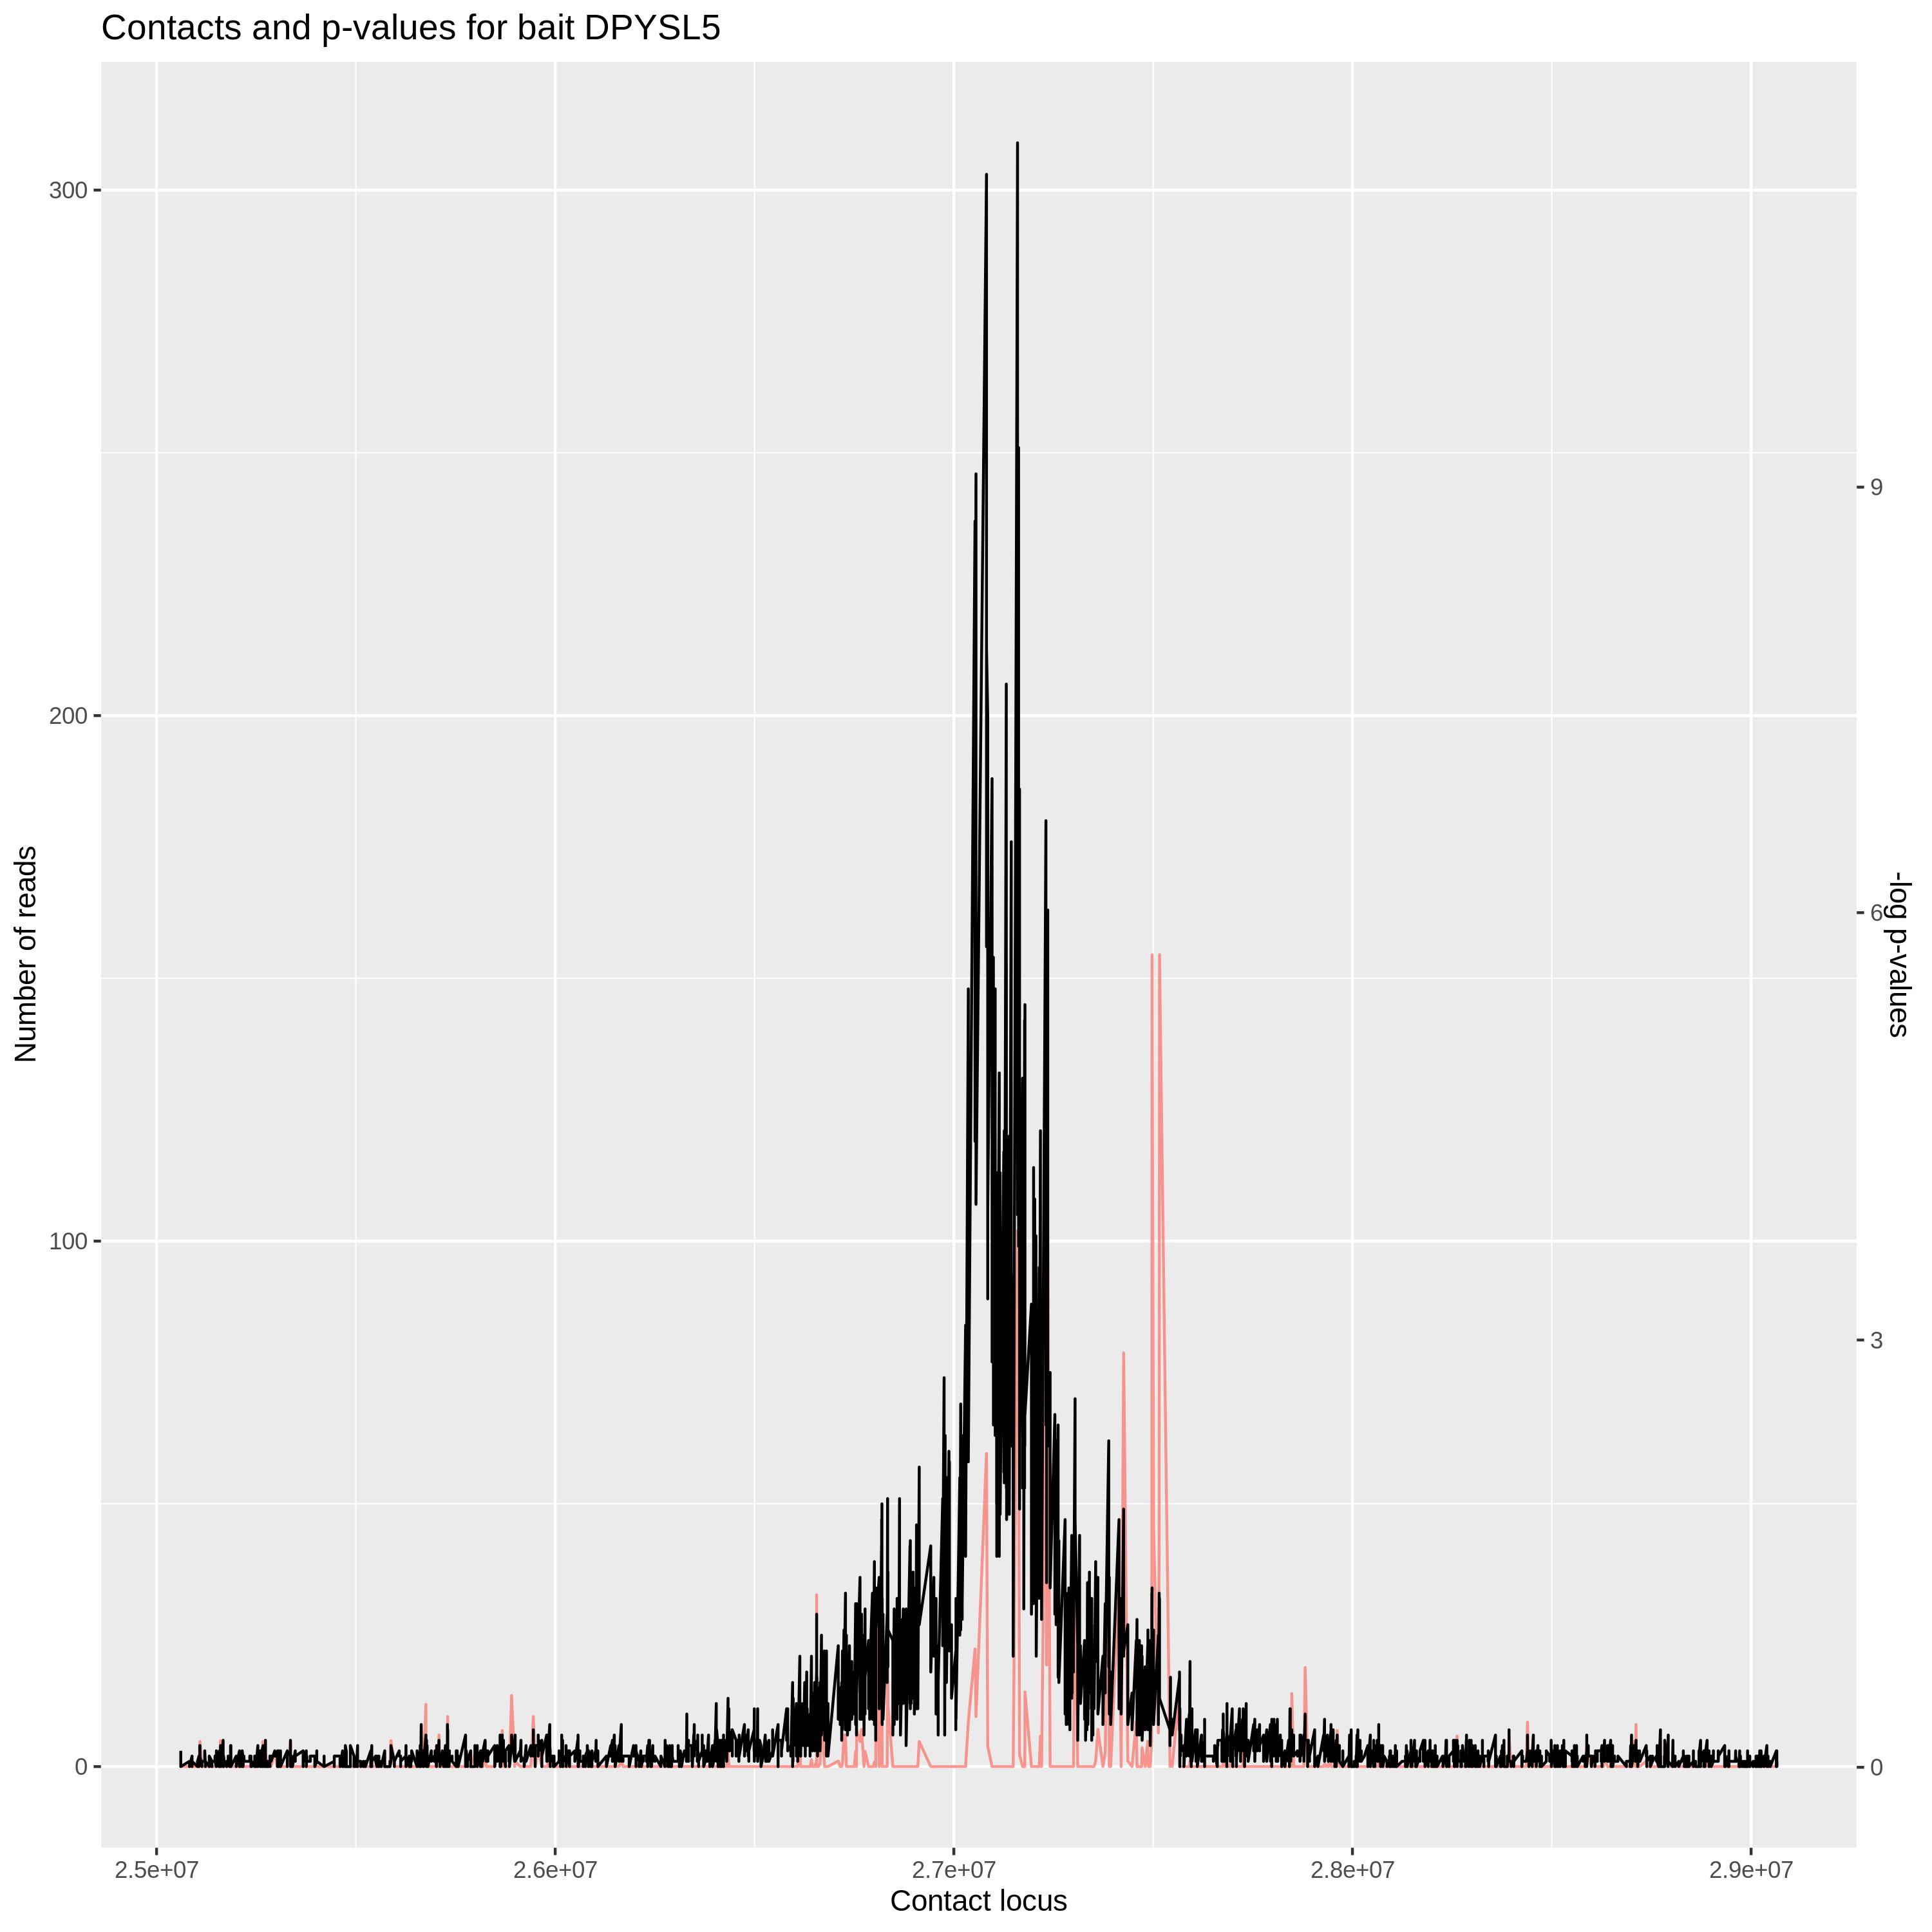 Contacts and p-values for bait DPYSL5
Number of reads
300
200
100
0
9
6
3
0
-log p-values
2.5e+07 2.6e+07 2.7e+07 2.8e+07 2.9e+07
Contact locus